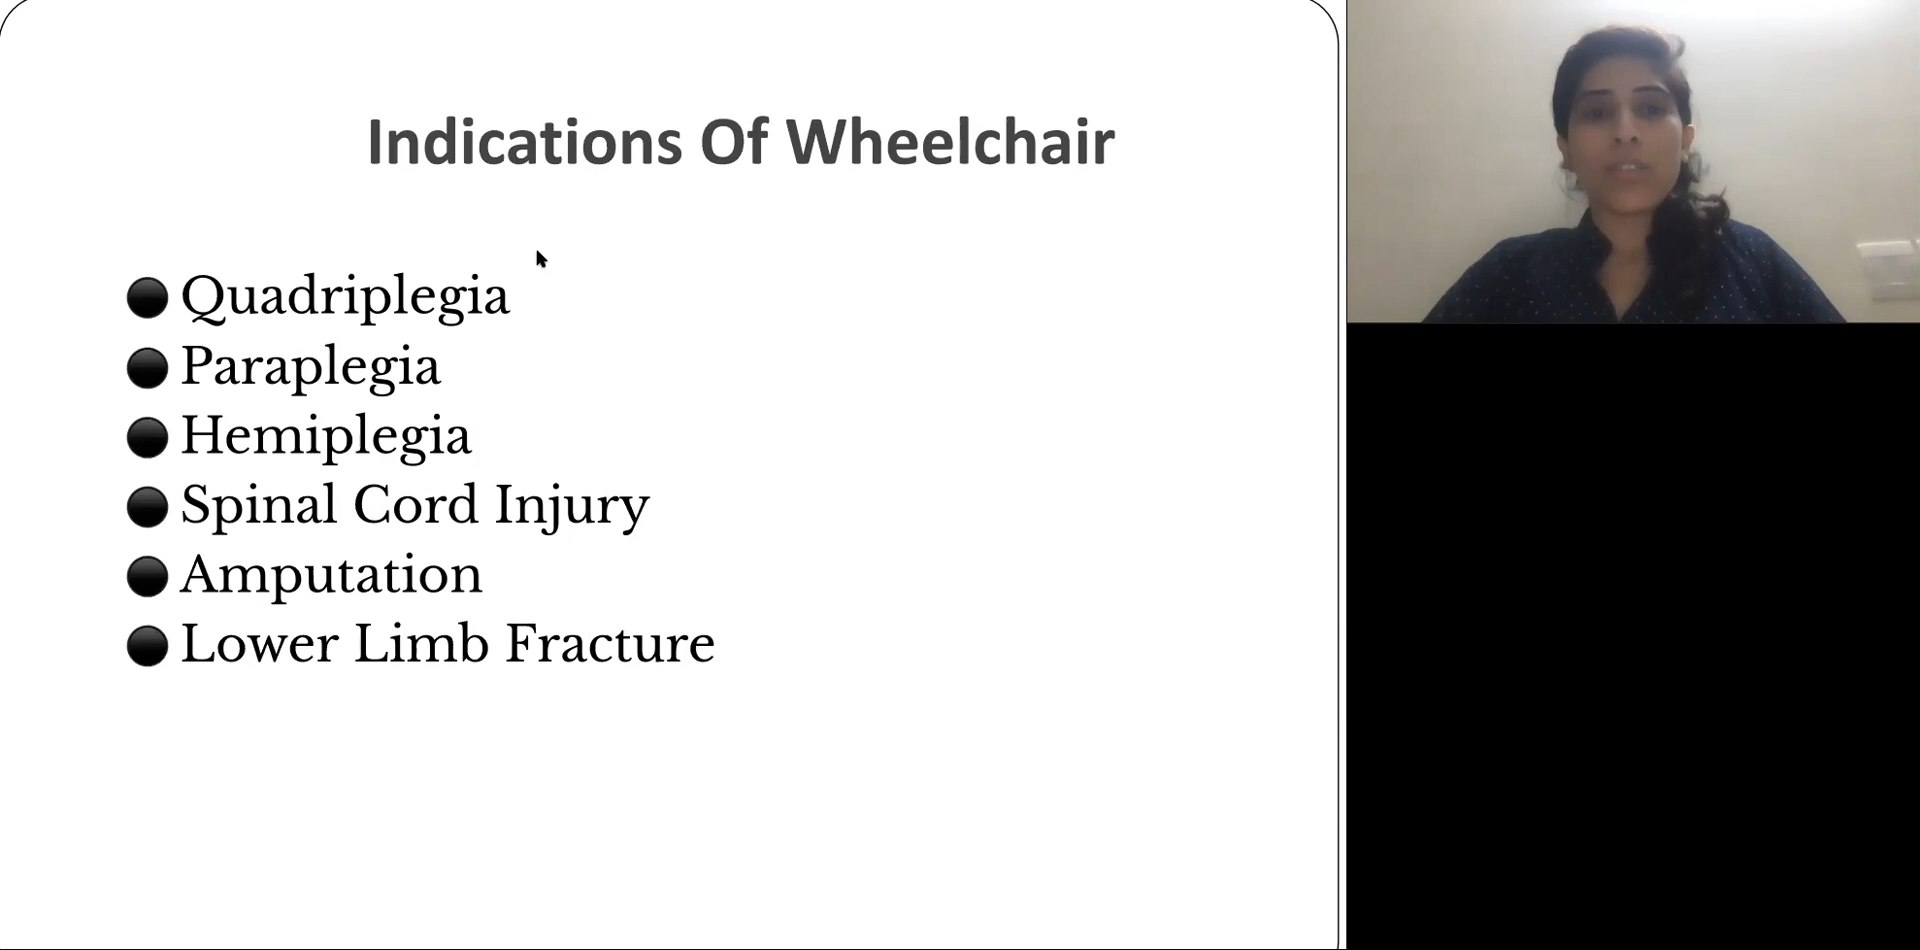 Indications Of Wheelchair
Quadriplegia
Paraplegia
Hemiplegia
Spinal Cord Injury
Amputation
Lower Limb Fracture